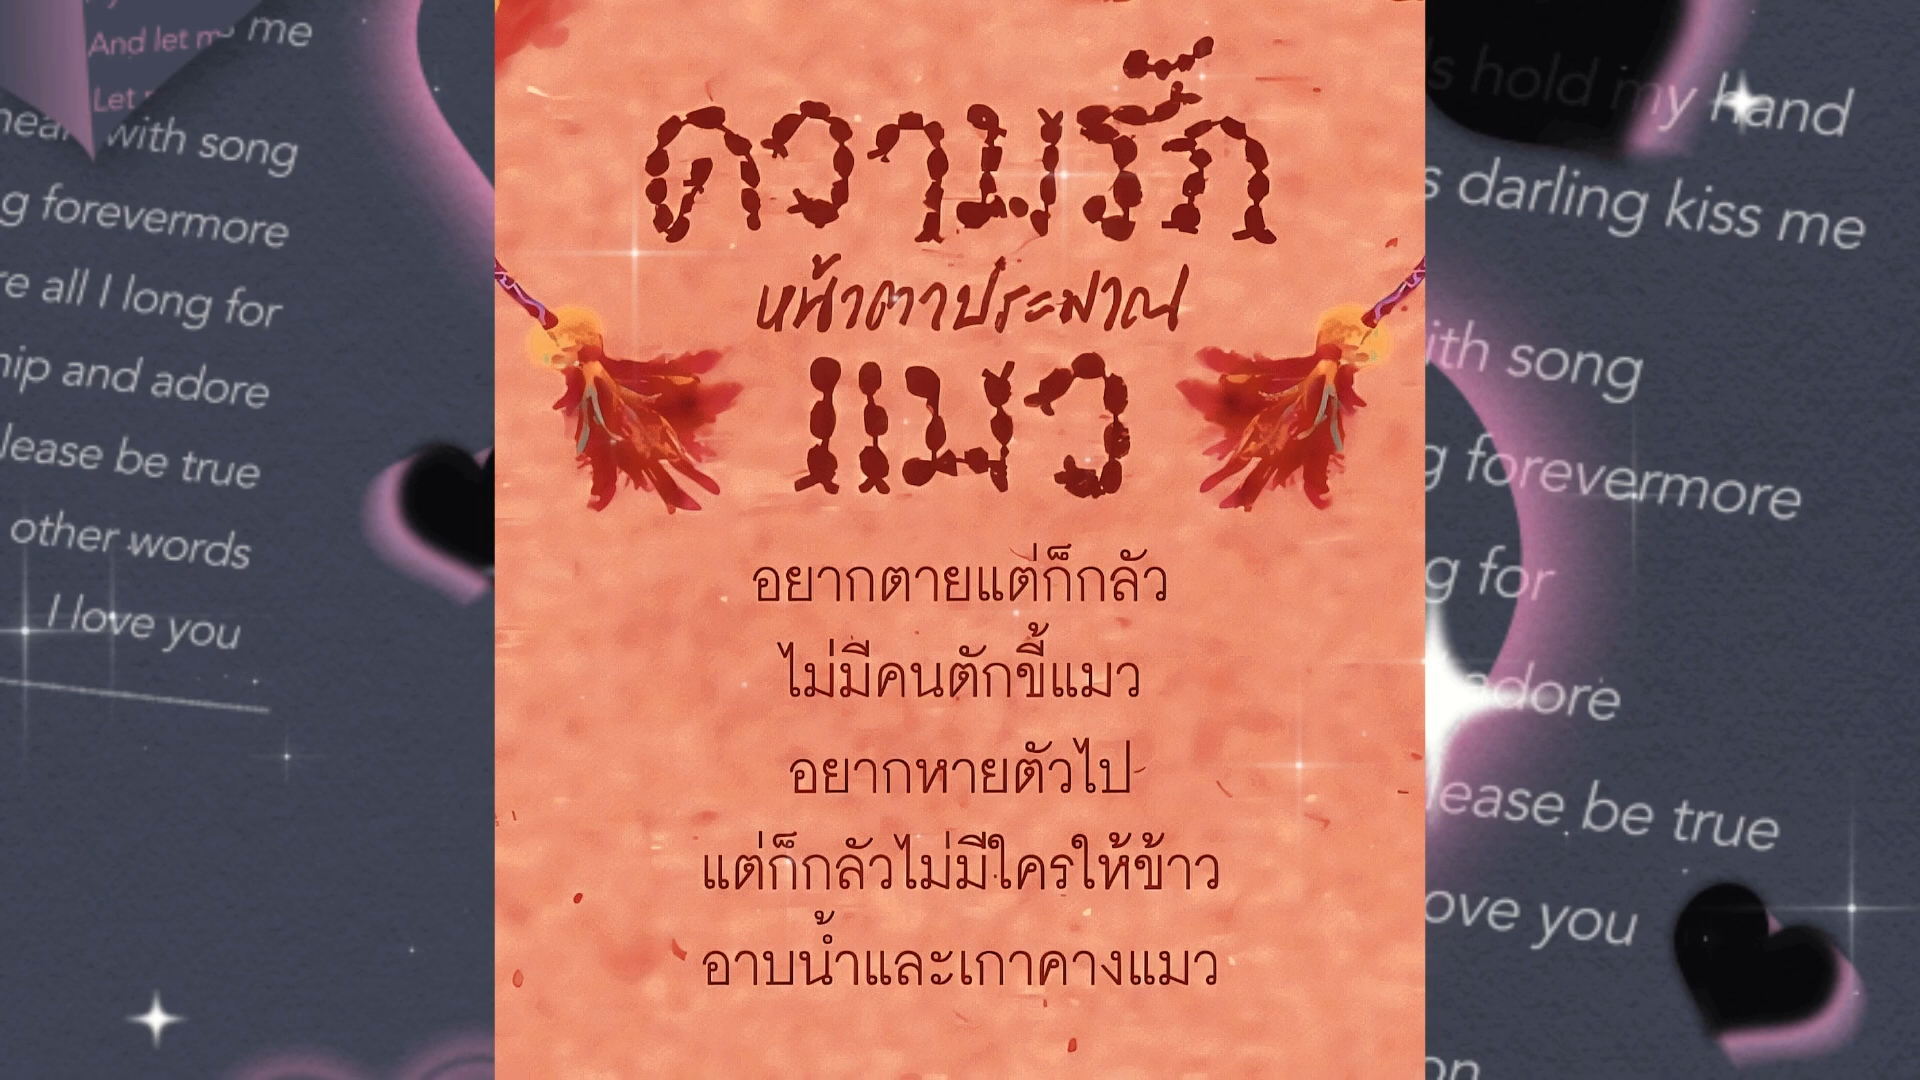 And let me
me
Let
with song
g forevermore
re all I long for
hip and adore
lease be true
other words
I love you
ความรัก
หน้าตาประมาณ
แมว
อยากตายแต่ก็กลัว
ไม่มีคนตักขี้แมว
อยากหายตัวไป
แต่ก็กลัวไม่มีใครให้ข้าว
อาบน้ำและเกาคางแมว
s hold my hand
s darling kiss me
ith song
g forevermore
g for
adore
lease be true
ove you
on